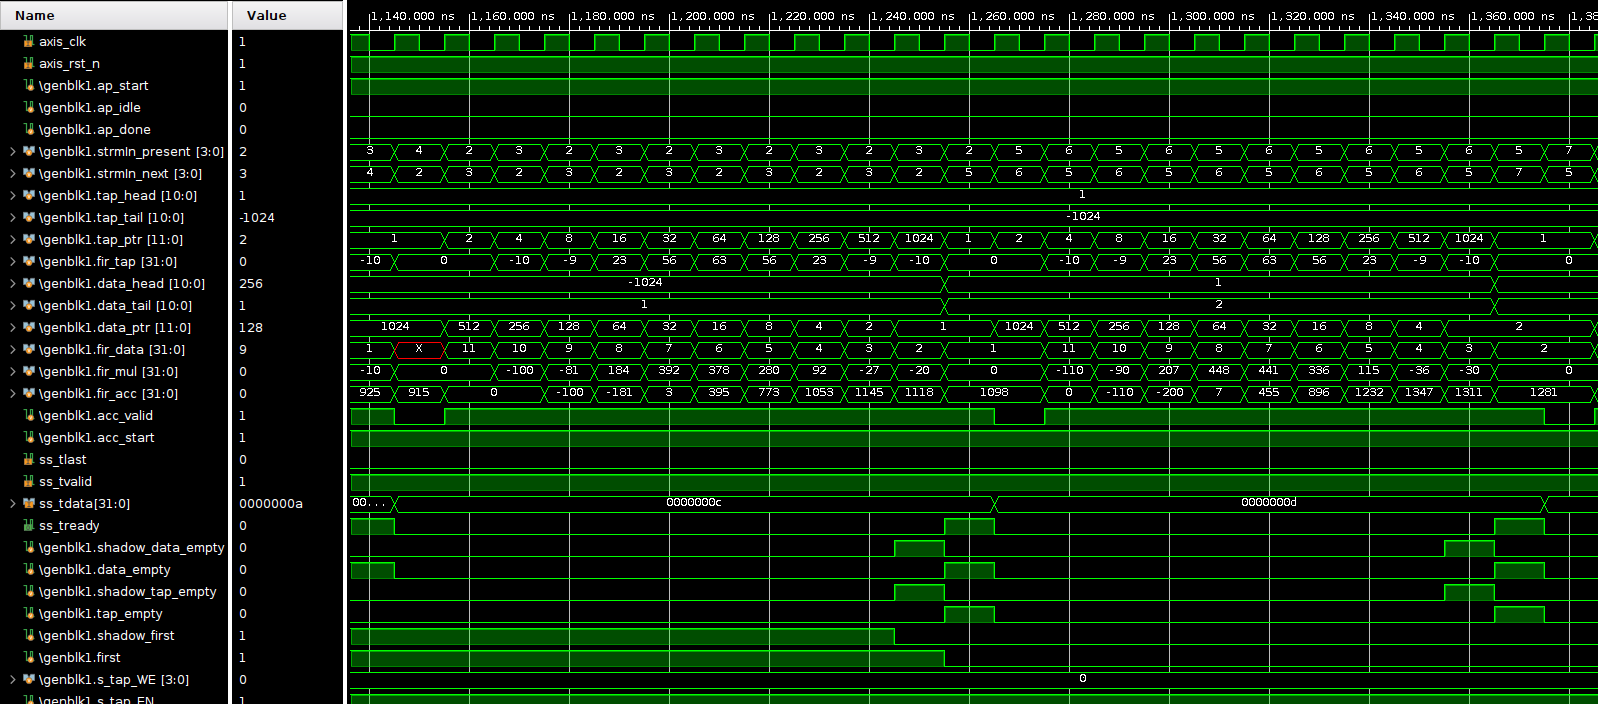 Name Value 1,140.000 ns 1,160.000 ns 1,180.000 ns 1,200.000 ns 1,220.000 ns 1,240.000 ns 1,260.000 ns 1,280.000 ns 1,300.000 ns 1,320.000 ns 1,340.000 ns 1,360.000 ns
axis_clk 1
axis_rst_n 1
\genblk1.ap_start 1
\genblk1.ap_idle 0
\genblk1.ap_done 0
\genblk1.strmIn_present [3:0] 2 3 4 2 3 2 3 2 3 2 3 2 3 2 5 6 5 6 5 6 5 6 5 6 5 7
\genblk1.strmIn_next [3:0] 3 4 2 3 2 3 2 3 2 3 2 3 2 5 6 5 6 5 6 5 6 5 6 5 7 5
\genblk1.tap_head [10:0] 1 1
\genblk1.tap_tail [10:0] -1024 -1024
\genblk1.tap_ptr [11:0] 2 1 2 4 8 16 32 64 128 256 512 1024 1 2 4 8 16 32 64 128 256 512 1024 1
\genblk1.fir_tap [31:0] 0 -10 0 -10 -9 23 56 63 56 23 -9 -10 0 -10 -9 23 56 63 56 23 -9 -10 0
\genblk1.data_head [10:0] 256 -1024 1
\genblk1.data_tail [10:0] 1 1 2
\genblk1.data_ptr [11:0] 128 1024 512 256 128 64 32 16 8 4 2 1 1024 512 256 128 64 32 16 8 4 2
\genblk1.fir_data [31:0] 9 1 X 11 10 9 8 7 6 5 4 3 2 1 11 10 9 8 7 6 5 4 3 2
\genblk1.fir_mul [31:0] 0 -10 0 -100 -81 184 392 378 280 92 -27 -20 0 -110 -90 207 448 441 336 115 -36 -30 0
\genblk1.fir_acc [31:0] 0 925 915 0 -100 -181 3 395 773 1053 1145 1118 1098 0 -110 -200 7 455 896 1232 1347 1311 1281
\genblk1.acc_valid 1
\genblk1.acc_start 1
ss_tlast 0
ss_tvalid 1
ss_tdata[31:0] 0000000a 00... 0000000c 0000000d
ss_tready 0
\genblk1.shadow_data_empty 0
\genblk1.data_empty 0
\genblk1.shadow_tap_empty 0
\genblk1.tap_empty 0
\genblk1.shadow_first 1
\genblk1.first 1
\genblk1.s_tap_WE [3:0] 0 0
\genblk1.s_tap_EN 1